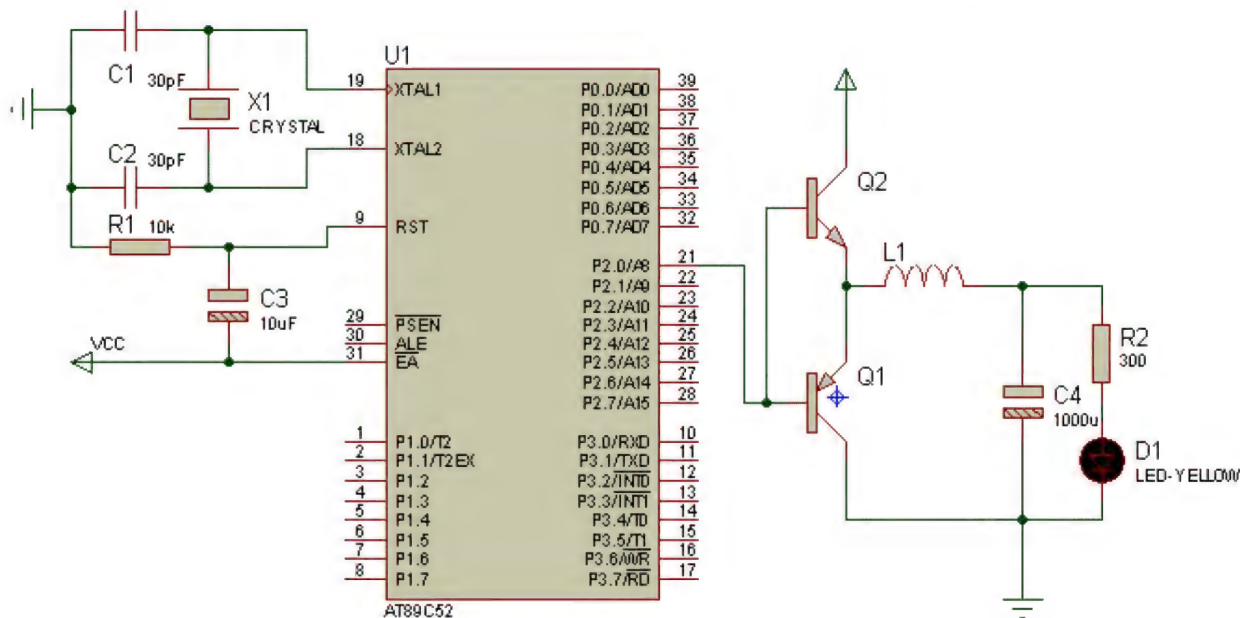 C1
30pF
X1
CRYSTAL
C2
30pF
R1
10k
C3
10uF
VCC
U1
19
XTAL1
18
XTAL2
9
RST
29
PSEN
30
ALE
31
EA
1
P1.0/T2
2
P1.1/T2EX
3
P1.2
4
P1.3
5
P1.4
6
P1.5
7
P1.6
8
P1.7
P0.0/AD0
39
P0.1/AD1
38
P0.2/AD2
37
P0.3/AD3
36
P0.4/AD4
35
P0.5/AD5
34
P0.6/AD6
33
P0.7/AD7
32
P2.0/A8
21
P2.1/A9
22
P2.2/A10
23
P2.3/A11
24
P2.4/A12
25
P2.5/A13
26
P2.6/A14
27
P2.7/A15
28
P3.0/RXD
10
P3.1/TXD
11
P3.2/INT0
12
P3.3/INT1
13
P3.4/T0
14
P3.5/T1
15
P3.6/WR
16
P3.7/RD
17
AT89C52
Q2
L1
Q1
R2
300
C4
1000u
D1
LED-YELLOW